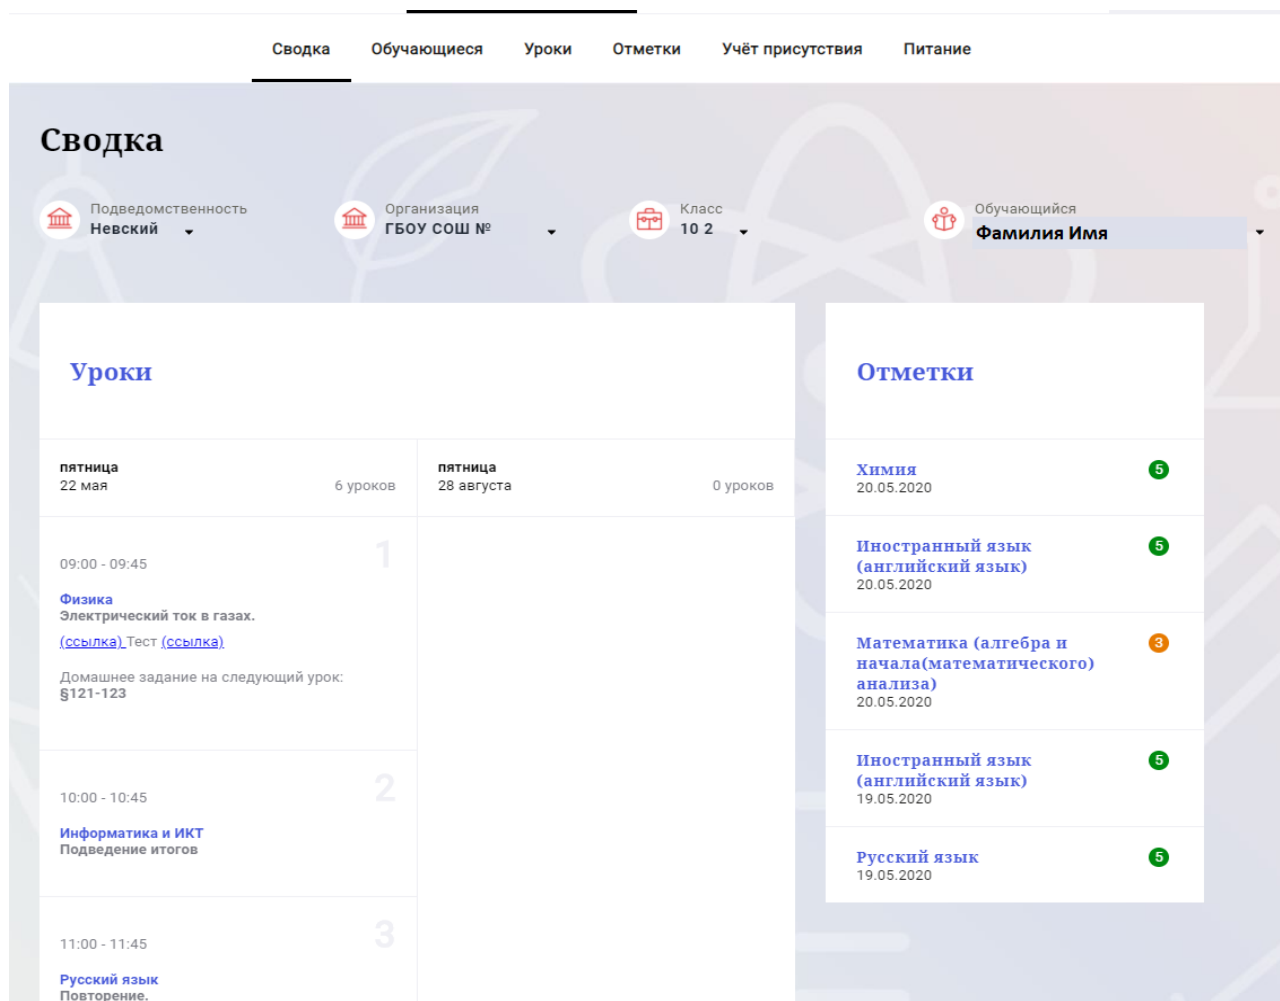 Сводка Обучающиеся Уроки Отметки Учёт присутствия Питание
Сводка
Подведомственность
Невский
Организация
ГБОУ СОШ №
Класс
10 2
Обучающийся
Фамилия Имя
Уроки
пятница
22 мая 6 уроков
пятница
28 августа 0 уроков
1
09:00 - 09:45
Физика
Электрический ток в газах.
(ссылка) Тест (ссылка)
Домашнее задание на следующий урок:
§121-123
2
10:00 - 10:45
Информатика и ИКТ
Подведение итогов
3
11:00 - 11:45
Русский язык
Повторение.
Отметки
Химия 5
20.05.2020
Иностранный язык 5
(английский язык)
20.05.2020
Математика (алгебра и 3
начала(математического)
анализа)
20.05.2020
Иностранный язык 5
(английский язык)
19.05.2020
Русский язык 5
19.05.2020